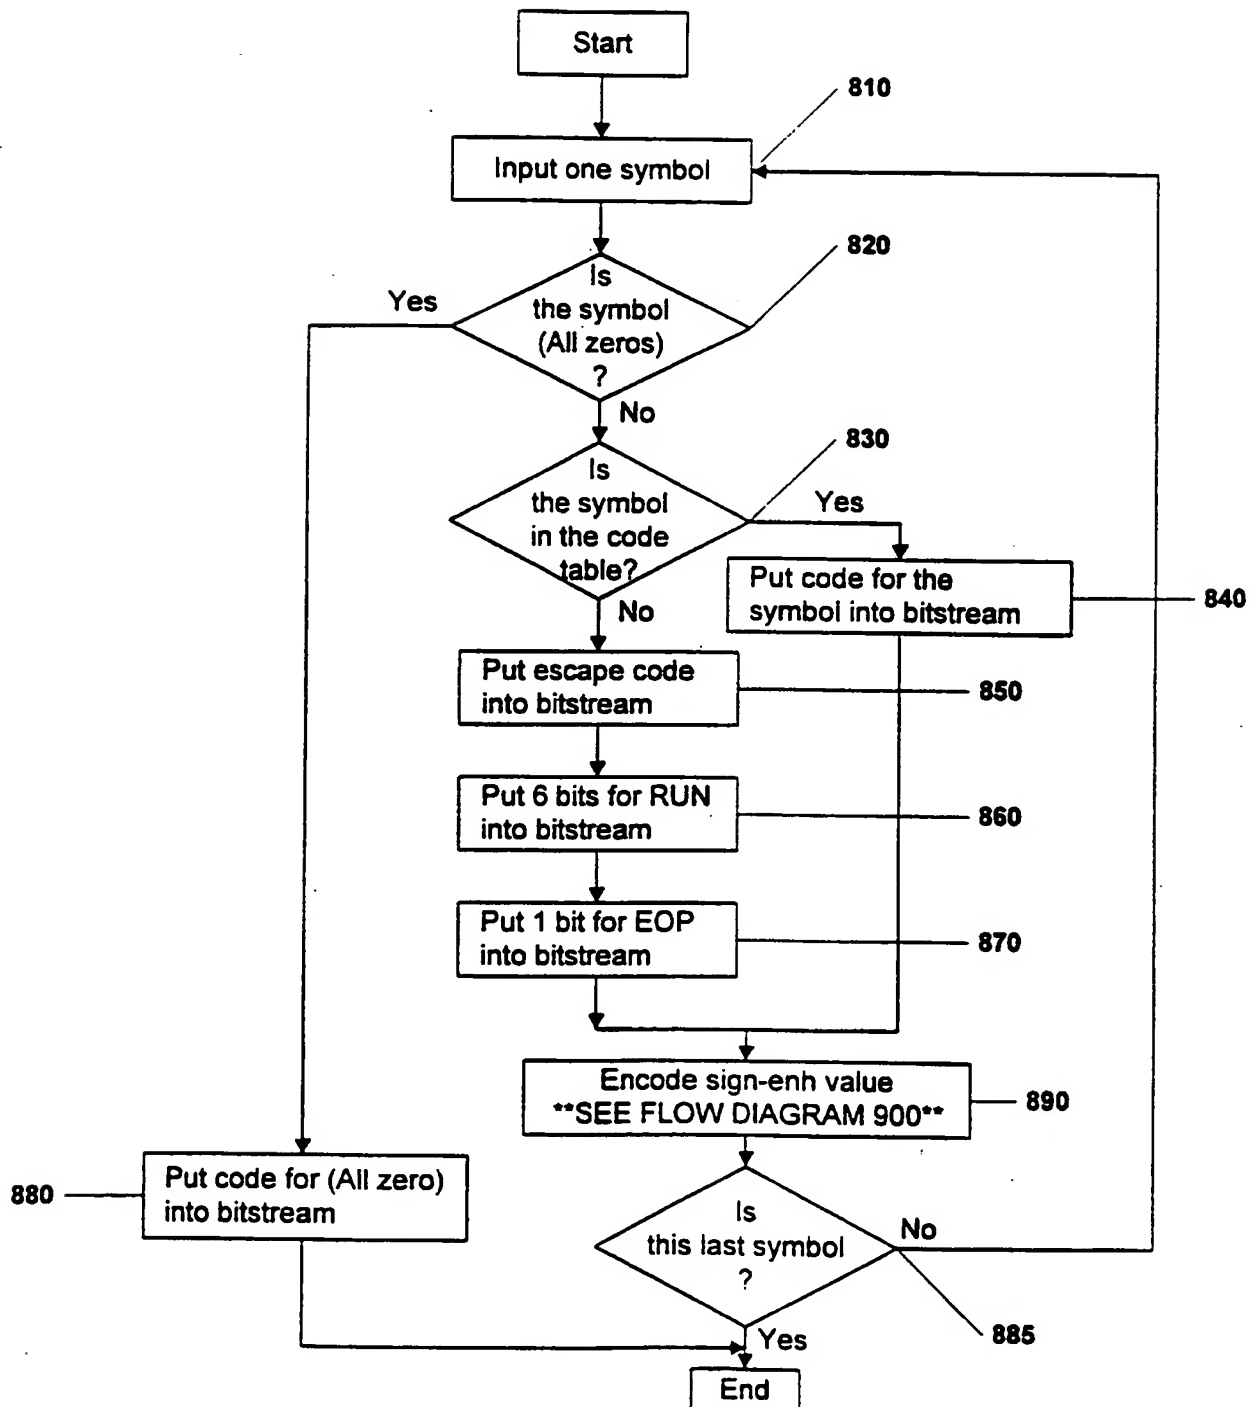 Start
810
Input one symbol
820
Yes
Is
the symbol
(All zeros)
?
No
830
Is
the symbol
in the code
table?
Yes
No
Put code for the
symbol into bitstream
840
Put escape code
into bitstream
850
Put 6 bits for RUN
into bitstream
860
Put 1 bit for EOP
into bitstream
870
Encode sign-enh value
**SEE FLOW DIAGRAM 900**
890
880
Put code for (All zero)
into bitstream
Is
this last symbol
?
No
885
Yes
End